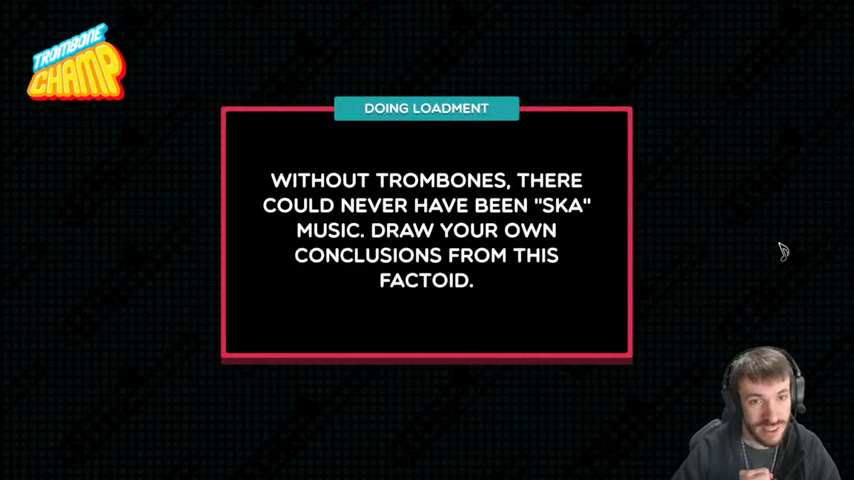 TROMBONE
CHAMP
DOING LOADMENT
WITHOUT TROMBONES, THERE
COULD NEVER HAVE BEEN "SKA"
MUSIC. DRAW YOUR OWN
CONCLUSIONS FROM THIS
FACTOID.